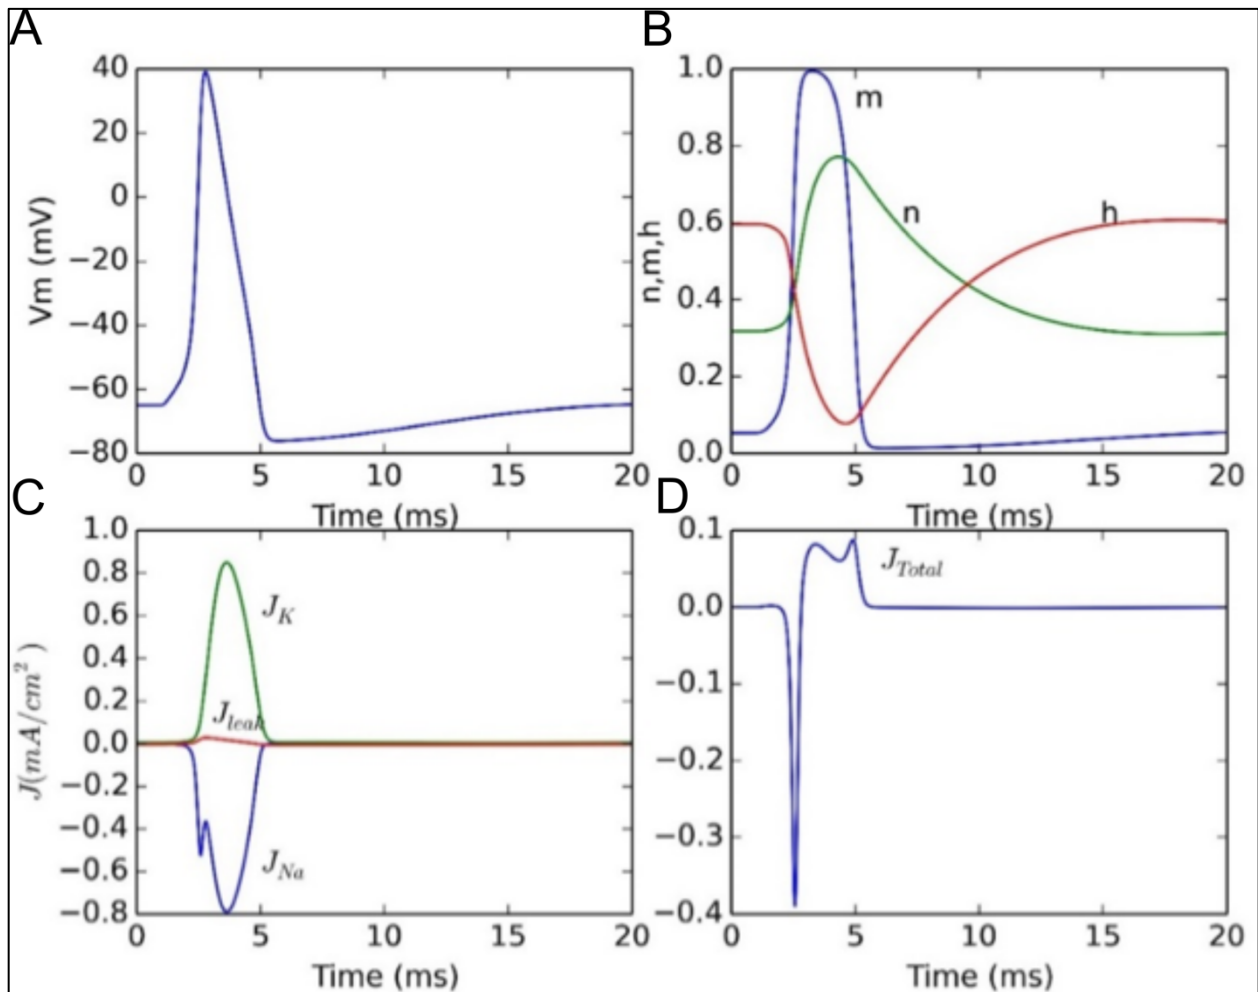 A
B
40
20
0
−20
−40
−60
−80
Vm (mV)
0 5 10 15 20
Time (ms)
1.0
0.8
0.6
0.4
0.2
0.0
n,m,h
m
n
h
0 5 10 15 20
Time (ms)
C
D
1.0
0.8
0.6
0.4
0.2
0.0
−0.2
−0.4
−0.6
−0.8
J(mA/cm²)
J_K
J_leak
J_Na
0 5 10 15 20
Time (ms)
0.1
0.0
−0.1
−0.2
−0.3
−0.4
J_Total
0 5 10 15 20
Time (ms)